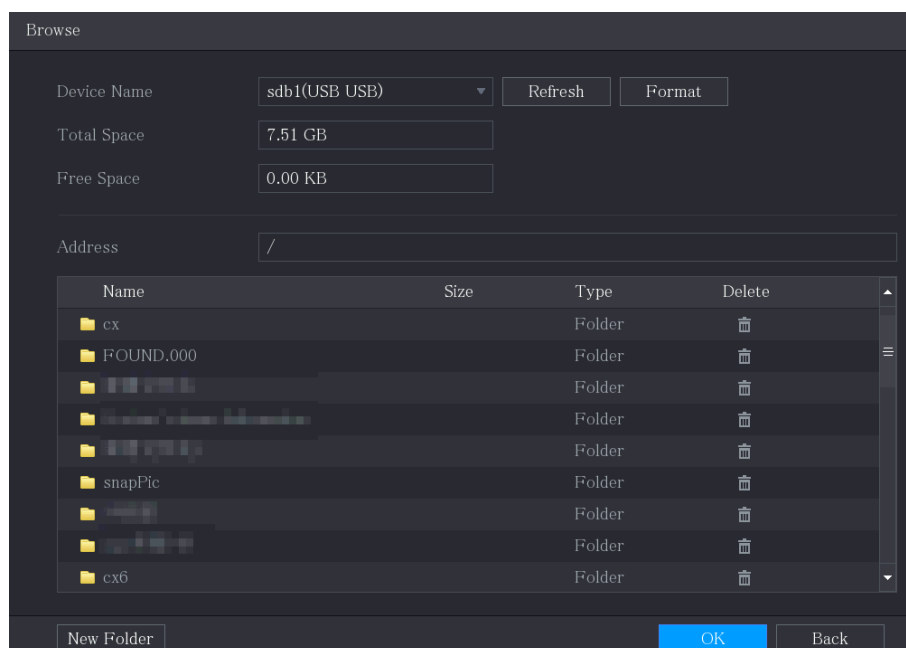 Browse
Device Name sdb1(USB USB) Refresh Format
Total Space 7.51 GB
Free Space 0.00 KB
Address /
Name Size Type Delete
cx Folder
FOUND.000 Folder
Folder
Folder
Folder
snapPic Folder
Folder
Folder
cx6 Folder
New Folder OK Back